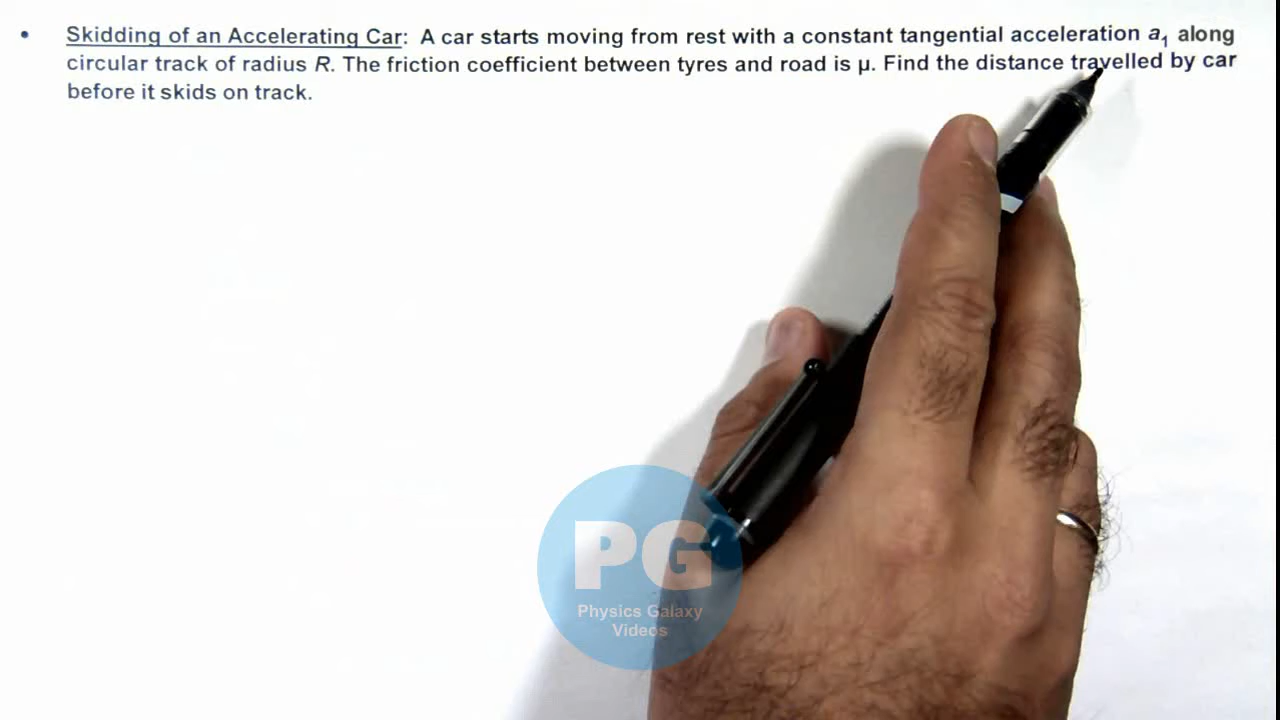 • Skidding of an Accelerating Car: A car starts moving from rest with a constant tangential acceleration a₁ along
circular track of radius R. The friction coefficient between tyres and road is μ. Find the distance travelled by car
before it skids on track.
PG
Physics Galaxy
Videos